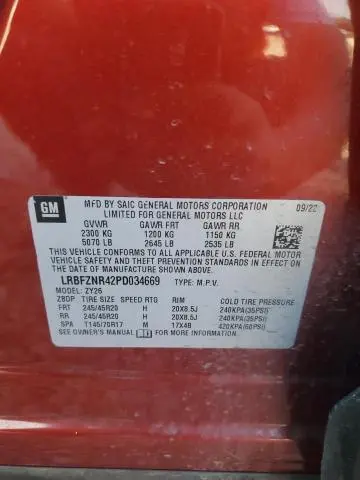 GM
MFD BY SAIC GENERAL MOTORS CORPORATION 09/22
LIMITED FOR GENERAL MOTORS LLC
GVWR GAWR FRT GAWR RR
2300 KG 1200 KG 1150 KG
5070 LB 2645 LB 2535 LB
THIS VEHICLE CONFORMS TO ALL APPLICABLE U.S. FEDERAL MOTOR
VEHICLE SAFETY AND THEFT PREVENTION STANDARDS IN EFFECT ON
THE DATE OF MANUFACTURE SHOWN ABOVE.
LRBFZNR42PD034669 TYPE: M.P.V.
MODEL: ZY26
ZBDP TIRE SIZE SPEED RTG RIM COLD TIRE PRESSURE
FRT 245/45R20 H 20X8.5J 240KPA(35PSI)
RR 245/45R20 H 20X8.5J 240KPA(35PSI)
SPA T145/70R17 M 17X4B 420KPA(60PSI)
SEE OWNER'S MANUAL FOR MORE INFORMATION.